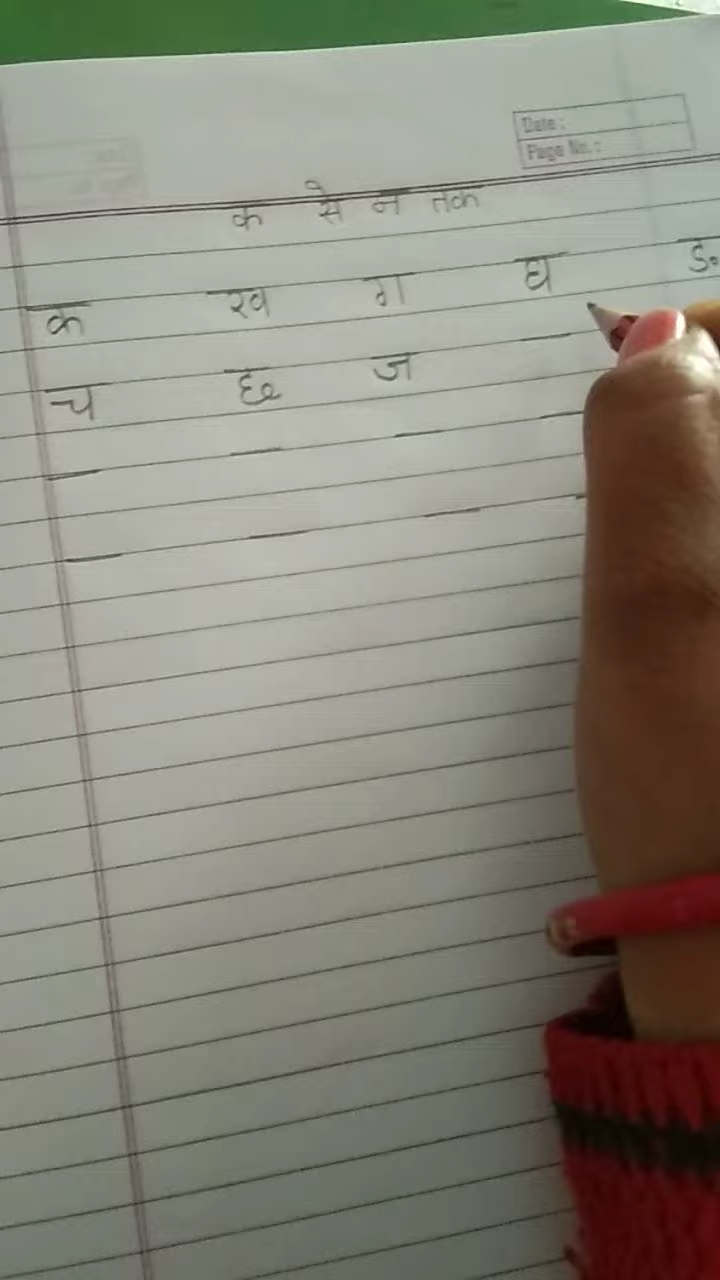 Date :
Page No. :
क से न तक
क ख ग घ ङ
च छ ज